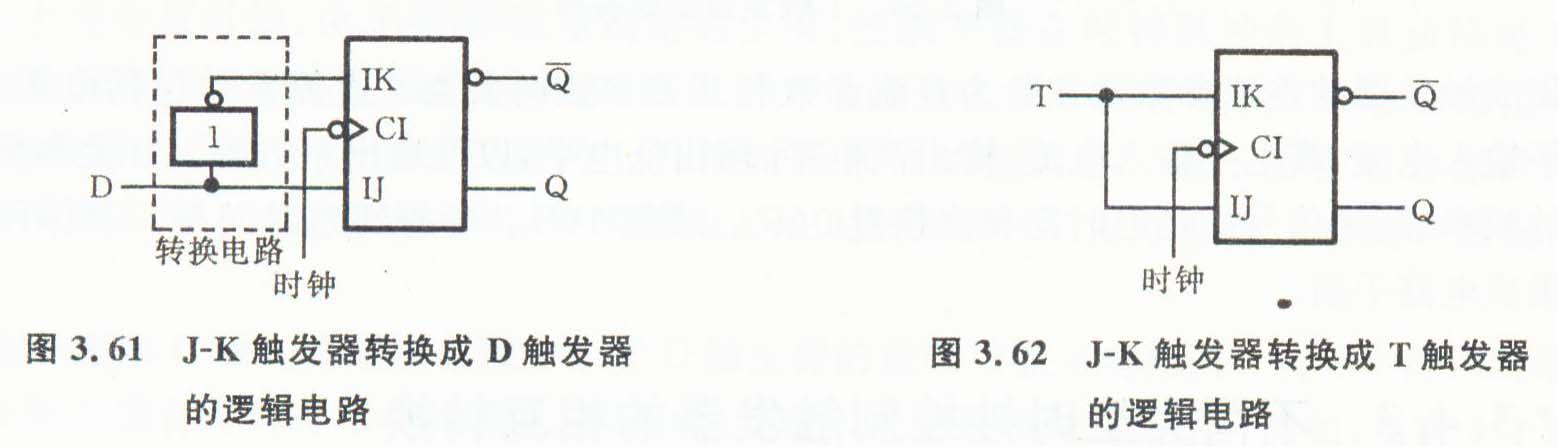 IK
Q̅
1
CI
D
IJ
Q
转换电路
时钟
图 3.61 J-K 触发器转换成 D 触发器
的逻辑电路
T
IK
Q̅
CI
IJ
Q
时钟
图 3.62 J-K 触发器转换成 T 触发器
的逻辑电路